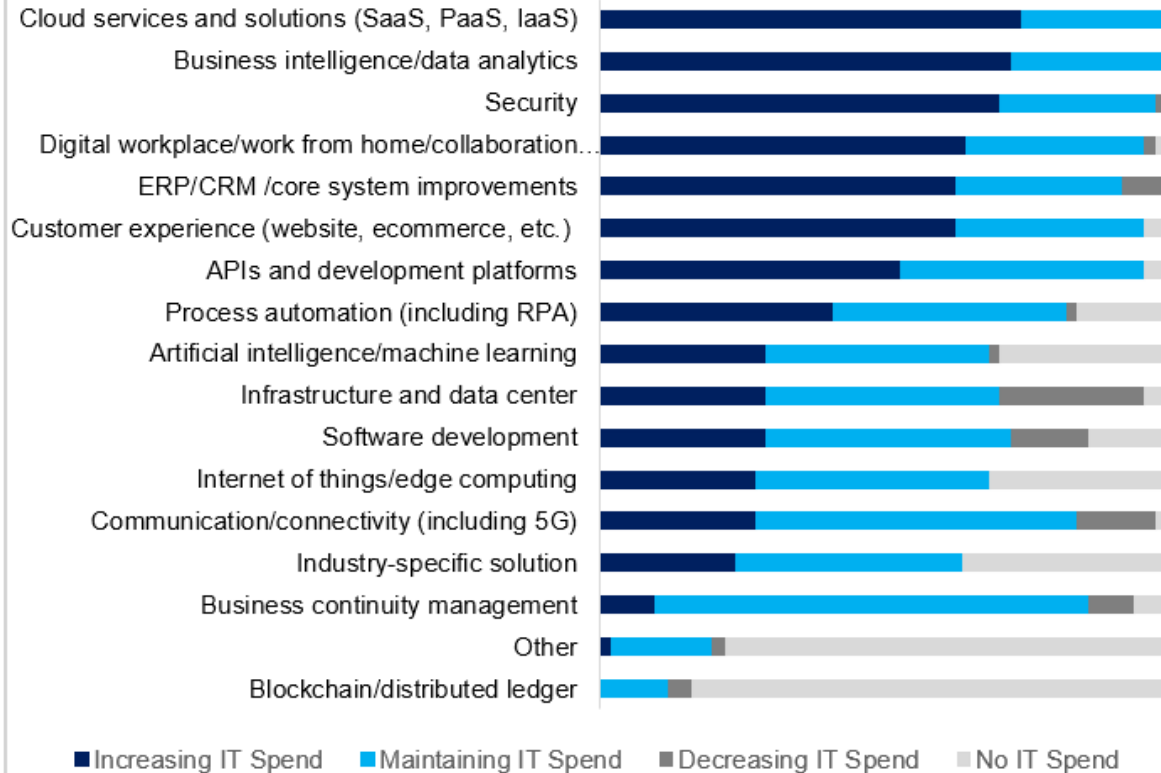 Cloud services and solutions (SaaS, PaaS, IaaS)
Business intelligence/data analytics
Security
Digital workplace/work from home/collaboration...
ERP/CRM /core system improvements
Customer experience (website, ecommerce, etc.)
APIs and development platforms
Process automation (including RPA)
Artificial intelligence/machine learning
Infrastructure and data center
Software development
Internet of things/edge computing
Communication/connectivity (including 5G)
Industry-specific solution
Business continuity management
Other
Blockchain/distributed ledger
Increasing IT Spend Maintaining IT Spend Decreasing IT Spend No IT Spend